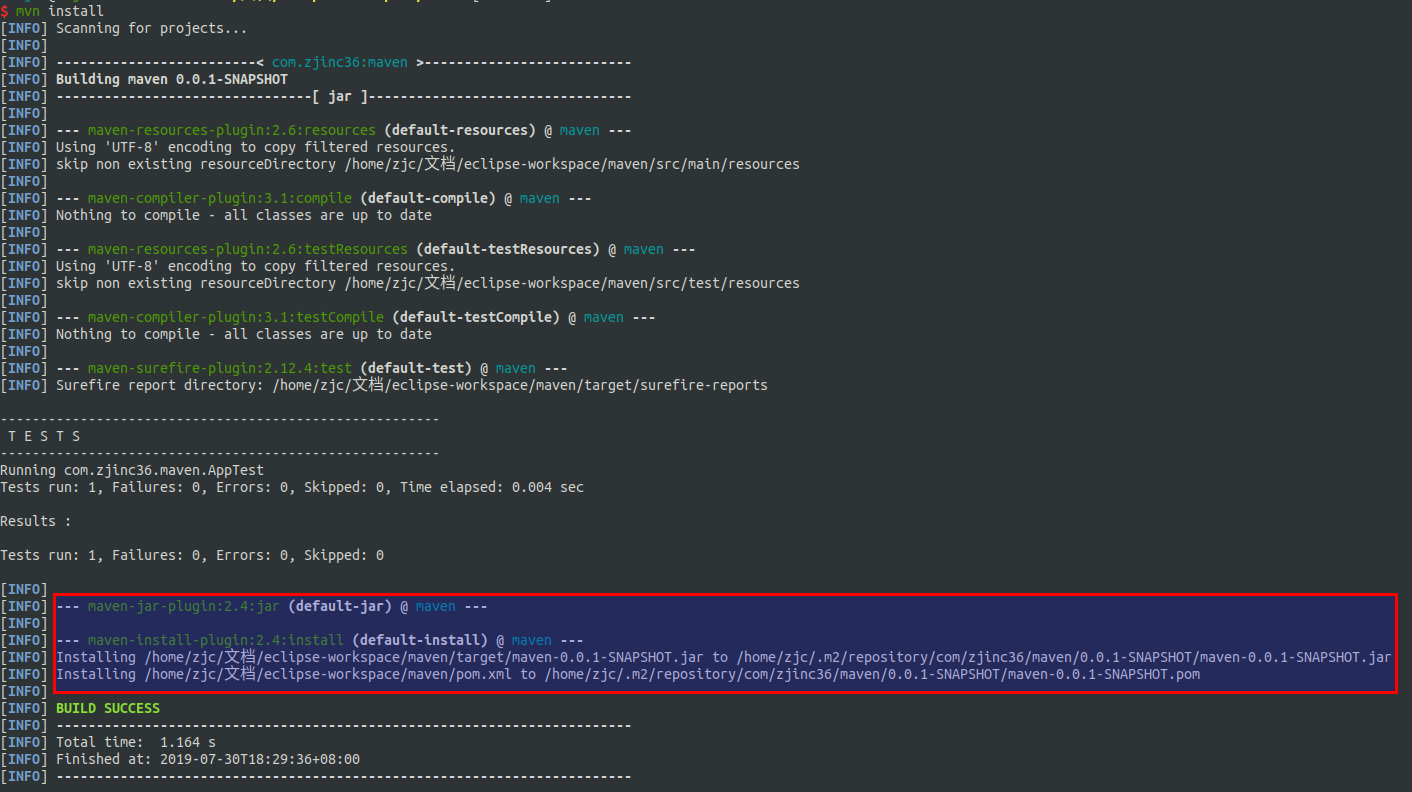 $ mvn install
[INFO] Scanning for projects...
[INFO]
[INFO] -------------------------< com.zjinc36:maven >--------------------------
[INFO] Building maven 0.0.1-SNAPSHOT
[INFO] --------------------------------[ jar ]---------------------------------
[INFO]
[INFO] --- maven-resources-plugin:2.6:resources (default-resources) @ maven ---
[INFO] Using 'UTF-8' encoding to copy filtered resources.
[INFO] skip non existing resourceDirectory /home/zjc/文档/eclipse-workspace/maven/src/main/resources
[INFO]
[INFO] --- maven-compiler-plugin:3.1:compile (default-compile) @ maven ---
[INFO] Nothing to compile - all classes are up to date
[INFO]
[INFO] --- maven-resources-plugin:2.6:testResources (default-testResources) @ maven ---
[INFO] Using 'UTF-8' encoding to copy filtered resources.
[INFO] skip non existing resourceDirectory /home/zjc/文档/eclipse-workspace/maven/src/test/resources
[INFO]
[INFO] --- maven-compiler-plugin:3.1:testCompile (default-testCompile) @ maven ---
[INFO] Nothing to compile - all classes are up to date
[INFO]
[INFO] --- maven-surefire-plugin:2.12.4:test (default-test) @ maven ---
[INFO] Surefire report directory: /home/zjc/文档/eclipse-workspace/maven/target/surefire-reports
-------------------------------------------------------
T E S T S
-------------------------------------------------------
Running com.zjinc36.maven.AppTest
Tests run: 1, Failures: 0, Errors: 0, Skipped: 0, Time elapsed: 0.004 sec
Results :
Tests run: 1, Failures: 0, Errors: 0, Skipped: 0
[INFO]
[INFO] --- maven-jar-plugin:2.4:jar (default-jar) @ maven ---
[INFO]
[INFO] --- maven-install-plugin:2.4:install (default-install) @ maven ---
[INFO] Installing /home/zjc/文档/eclipse-workspace/maven/target/maven-0.0.1-SNAPSHOT.jar to /home/zjc/.m2/repository/com/zjinc36/maven/0.0.1-SNAPSHOT/maven-0.0.1-SNAPSHOT.jar
[INFO] Installing /home/zjc/文档/eclipse-workspace/maven/pom.xml to /home/zjc/.m2/repository/com/zjinc36/maven/0.0.1-SNAPSHOT/maven-0.0.1-SNAPSHOT.pom
[INFO]
[INFO] BUILD SUCCESS
[INFO] ------------------------------------------------------------------------
[INFO] Total time:  1.164 s
[INFO] Finished at: 2019-07-30T18:29:36+08:00
[INFO] ------------------------------------------------------------------------